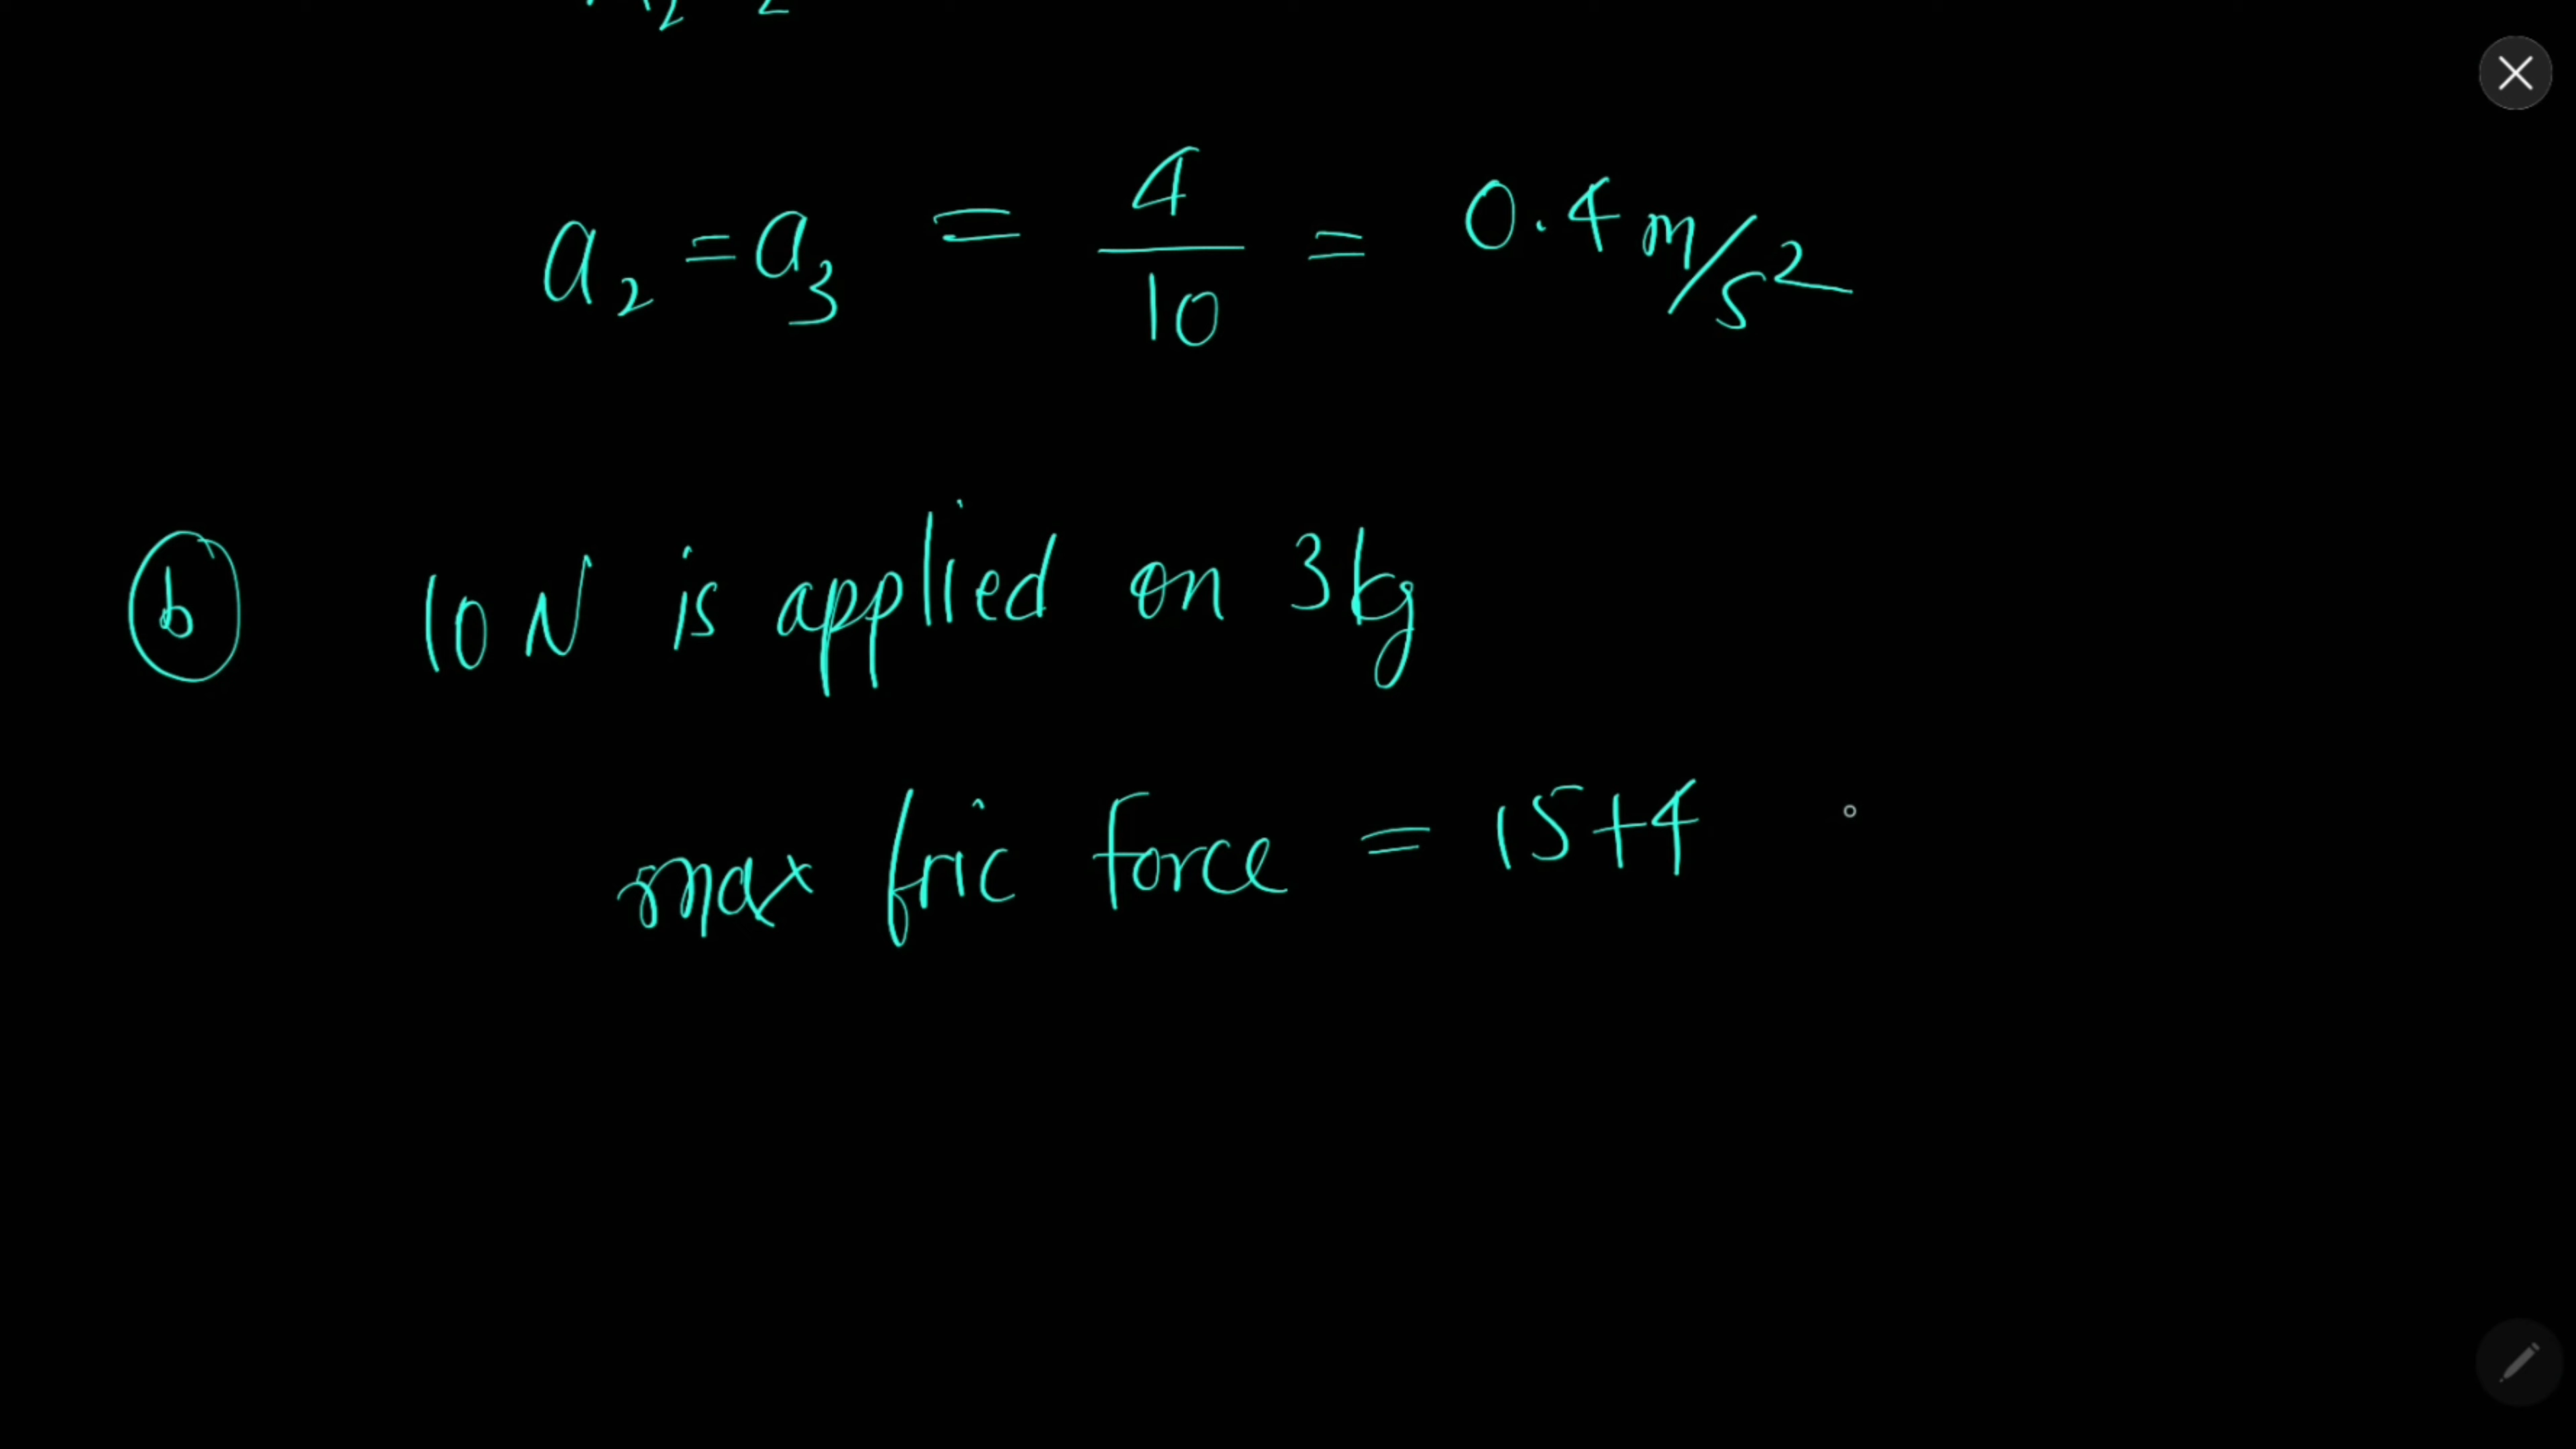 a₂ = a₃ = 4/10 = 0.4 m/s²
b 10 N is applied on 3kg
max fric force = 15+4